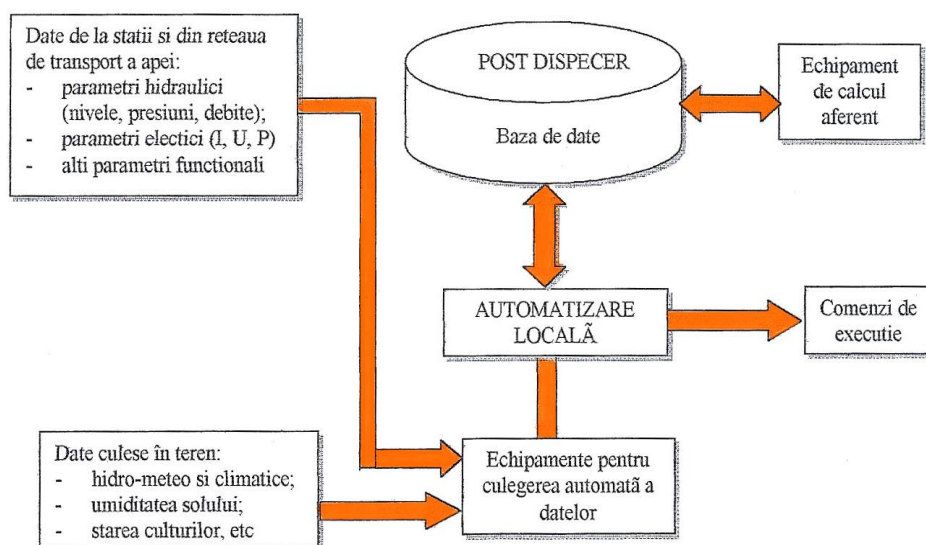 Date de la statii si din reteaua
de transport a apei:
- parametri hidraulici
(nivele, presiuni, debite);
- parametri electici (I, U, P)
- alti parametri functionali
POST DISPECER
Baza de date
Echipament
de calcul
aferent
AUTOMATIZARE
LOCALÃ
Comenzi de
executie
Date culese în teren:
- hidro-meteo si climatice;
- umiditatea solului;
- starea culturilor, etc
Echipamente pentru
culegerea automatã a
datelor